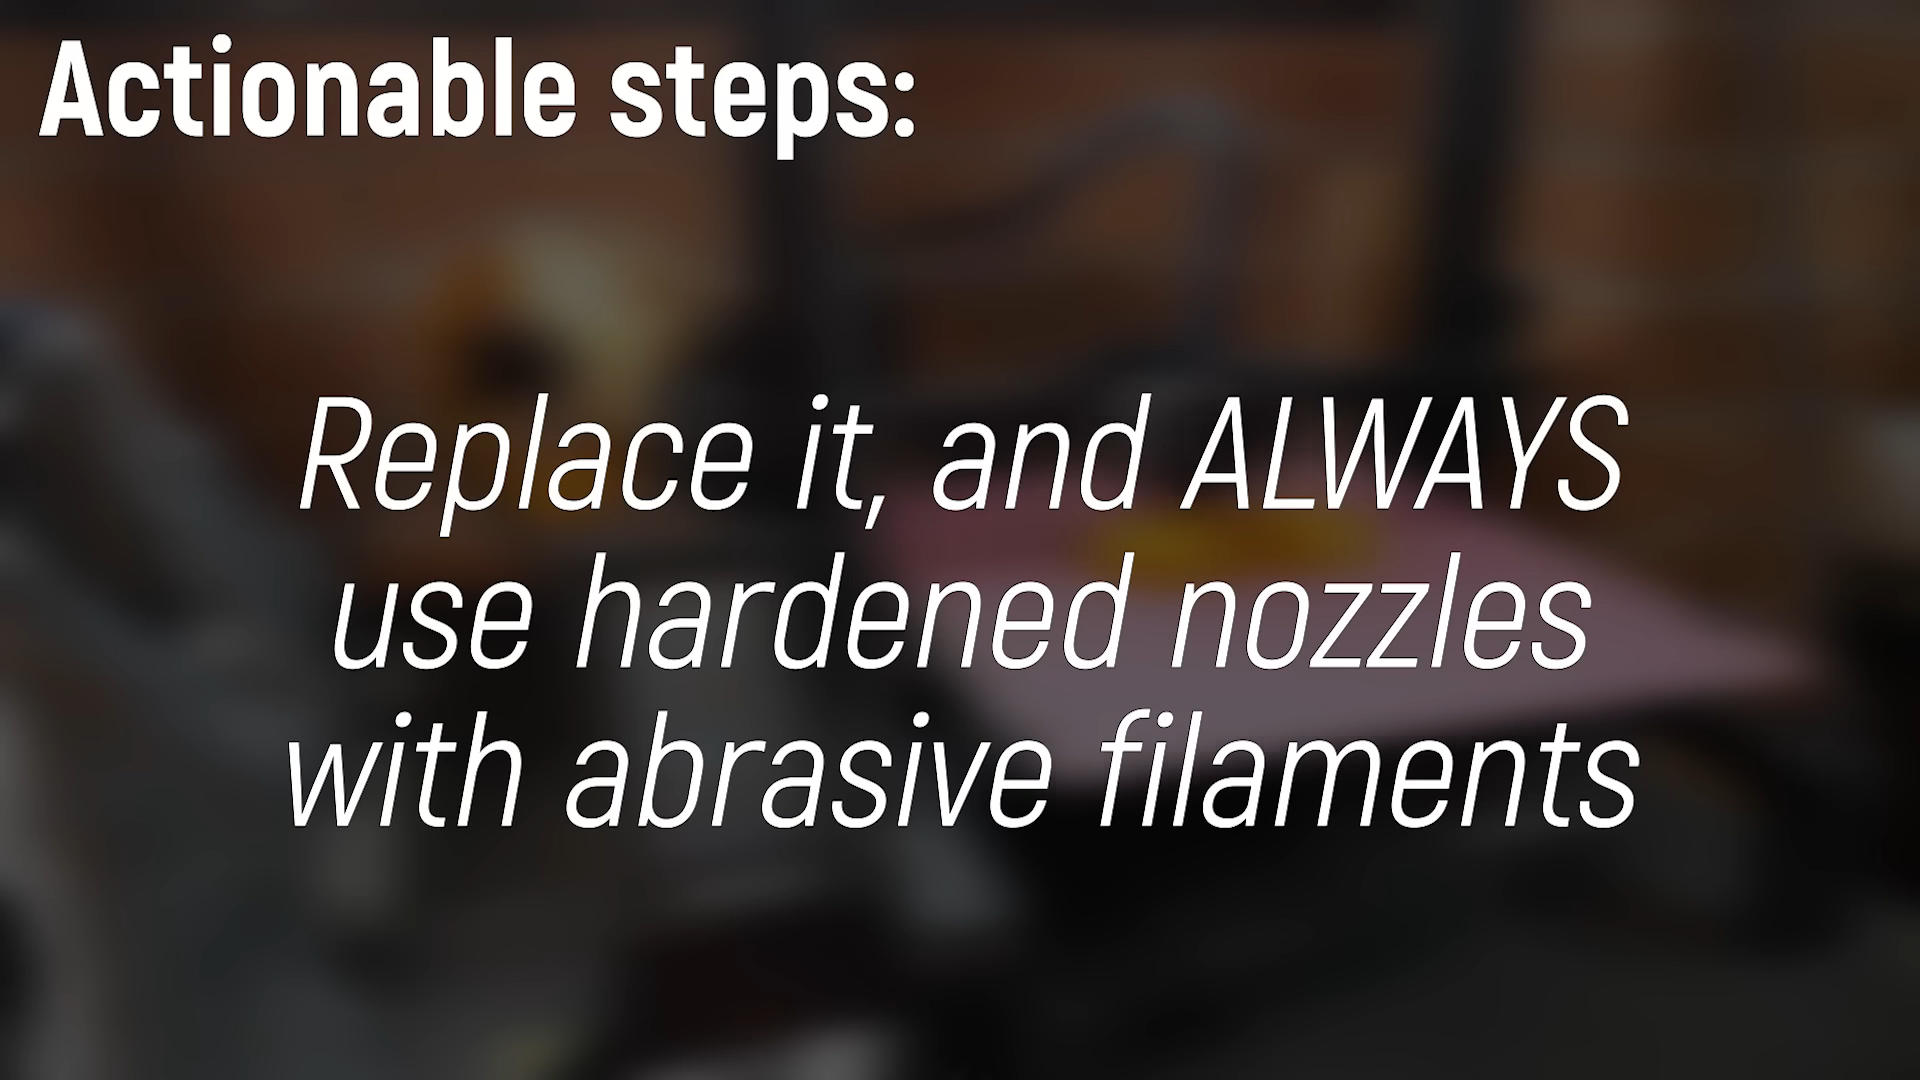 Actionable steps:
Replace it, and ALWAYS
use hardened nozzles
with abrasive filaments